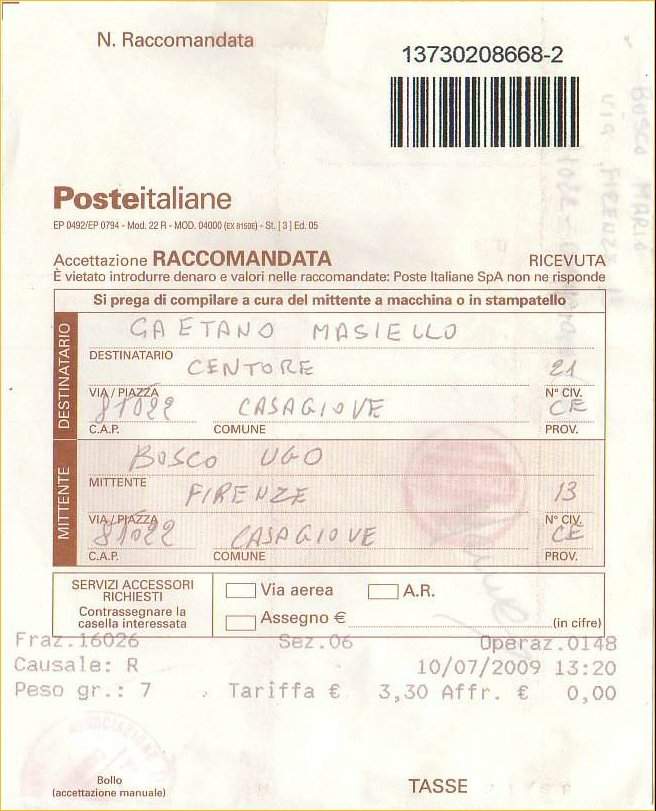 N. Raccomandata
13730208668-2
Posteitaliane
EP 0492/EP 0794 - Mod. 22 R - MOD. 04000 (EX 8150E) - St. [ 3 ] Ed. 05
Accettazione RACCOMANDATA RICEVUTA
È vietato introdurre denaro e valori nelle raccomandate: Poste Italiane SpA non ne risponde
Si prega di compilare a cura del mittente a macchina o in stampatello
DESTINATARIO
GAETANO MASIELLO
DESTINATARIO
CENTORE 21
VIA / PIAZZA N° CIV.
81022 CASAGIOVE CE
C.A.P. COMUNE PROV.
MITTENTE
BOSCO UGO
MITTENTE
FIRENZE 13
VIA / PIAZZA N° CIV.
81022 CASAGIOVE CE
C.A.P. COMUNE PROV.
SERVIZI ACCESSORI RICHIESTI
Contrassegnare la casella interessata
Via aerea A.R.
Assegno € (in cifre)
Fraz.16026 Sez.06 Operaz.0148
Causale: R 10/07/2009 13:20
Peso gr.: 7 Tariffa € 3,30 Affr. € 0,00
Bollo
(accettazione manuale)
TASSE